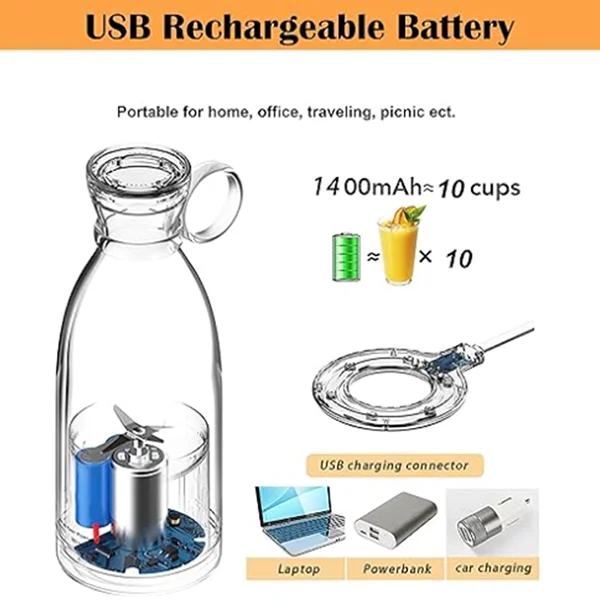 USB Rechargeable Battery
Portable for home, office, traveling, picnic ect.
1400mAh≈10 cups
≈ × 10
USB charging connector
Laptop
Powerbank
car charging